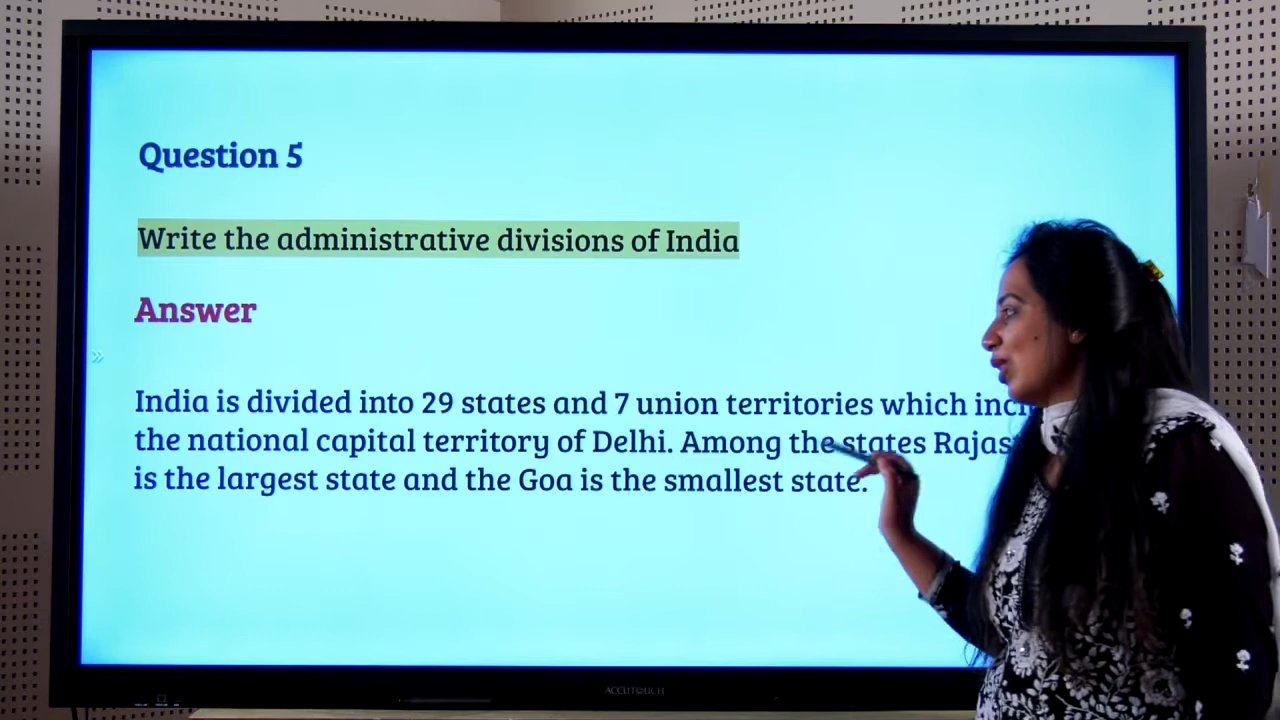 Question 5
Write the administrative divisions of India
Answer
India is divided into 29 states and 7 union territories which
the national capital territory of Delhi. Among the states
is the largest state and the Goa is the smallest state.
ACCUTOUCH